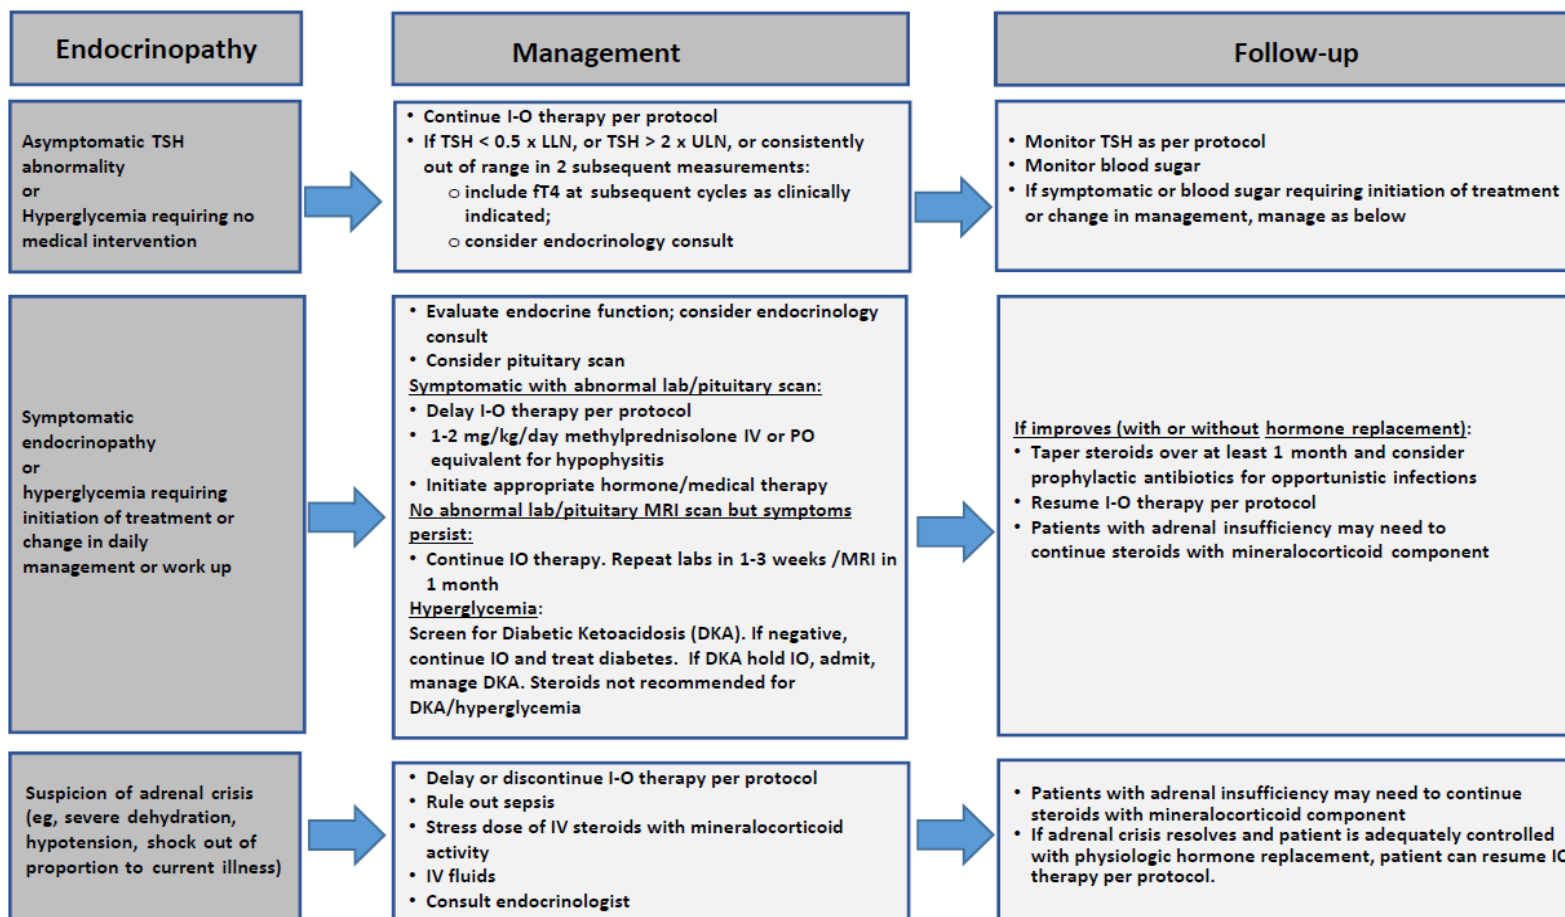 Endocrinopathy
Management
Follow-up
Asymptomatic TSH
abnormality
or
Hyperglycemia requiring no
medical intervention
• Continue I-O therapy per protocol
• If TSH < 0.5 x LLN, or TSH > 2 x ULN, or consistently
out of range in 2 subsequent measurements:
o include fT4 at subsequent cycles as clinically
indicated;
o consider endocrinology consult
• Monitor TSH as per protocol
• Monitor blood sugar
• If symptomatic or blood sugar requiring initiation of treatment
or change in management, manage as below
Symptomatic
endocrinopathy
or
hyperglycemia requiring
initiation of treatment or
change in daily
management or work up
• Evaluate endocrine function; consider endocrinology
consult
• Consider pituitary scan
Symptomatic with abnormal lab/pituitary scan:
• Delay I-O therapy per protocol
• 1-2 mg/kg/day methylprednisolone IV or PO
equivalent for hypophysitis
• Initiate appropriate hormone/medical therapy
No abnormal lab/pituitary MRI scan but symptoms
persist:
• Continue IO therapy. Repeat labs in 1-3 weeks /MRI in
1 month
Hyperglycemia:
Screen for Diabetic Ketoacidosis (DKA). If negative,
continue IO and treat diabetes. If DKA hold IO, admit,
manage DKA. Steroids not recommended for
DKA/hyperglycemia
If improves (with or without hormone replacement):
• Taper steroids over at least 1 month and consider
prophylactic antibiotics for opportunistic infections
• Resume I-O therapy per protocol
• Patients with adrenal insufficiency may need to
continue steroids with mineralocorticoid component
Suspicion of adrenal crisis
(eg, severe dehydration,
hypotension, shock out of
proportion to current illness)
• Delay or discontinue I-O therapy per protocol
• Rule out sepsis
• Stress dose of IV steroids with mineralocorticoid
activity
• IV fluids
• Consult endocrinologist
• Patients with adrenal insufficiency may need to continue
steroids with mineralocorticoid component
• If adrenal crisis resolves and patient is adequately controlled
with physiologic hormone replacement, patient can resume IO
therapy per protocol.